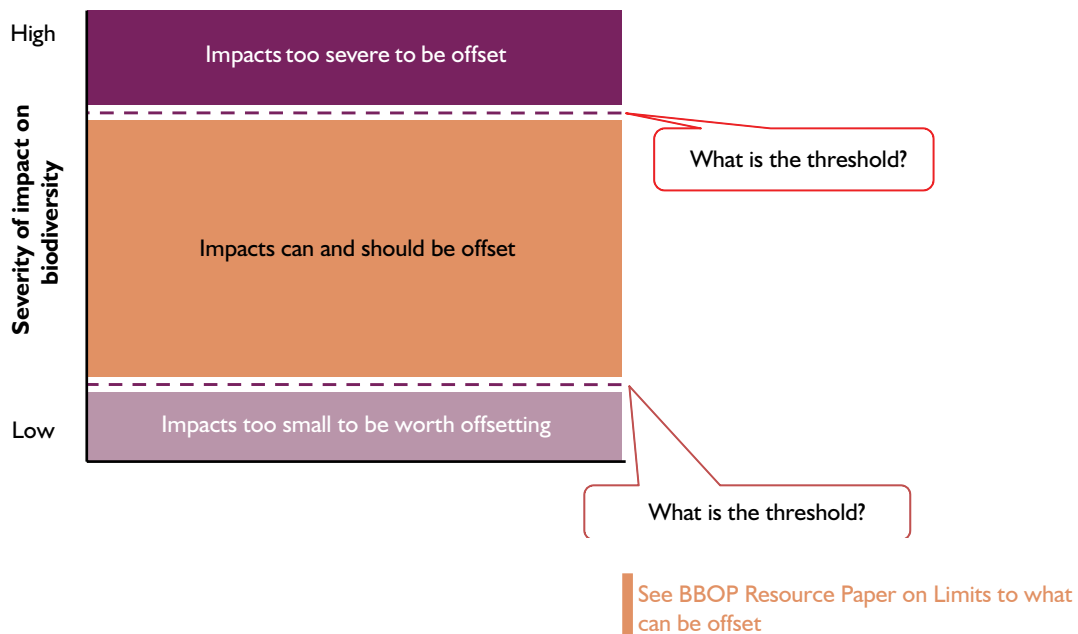 High
Impacts too severe to be offset
What is the threshold?
Severity of impact on
biodiversity
Impacts can and should be offset
Impacts too small to be worth offsetting
Low
What is the threshold?
See BBOP Resource Paper on Limits to what
can be offset